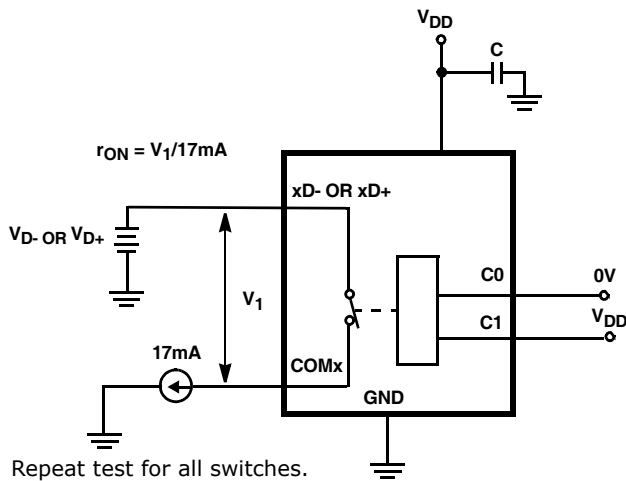 VDD
C
rON = V1/17mA
xD- OR xD+
VD- OR VD+
V1
C0
0V
C1
VDD
17mA
COMx
GND
Repeat test for all switches.